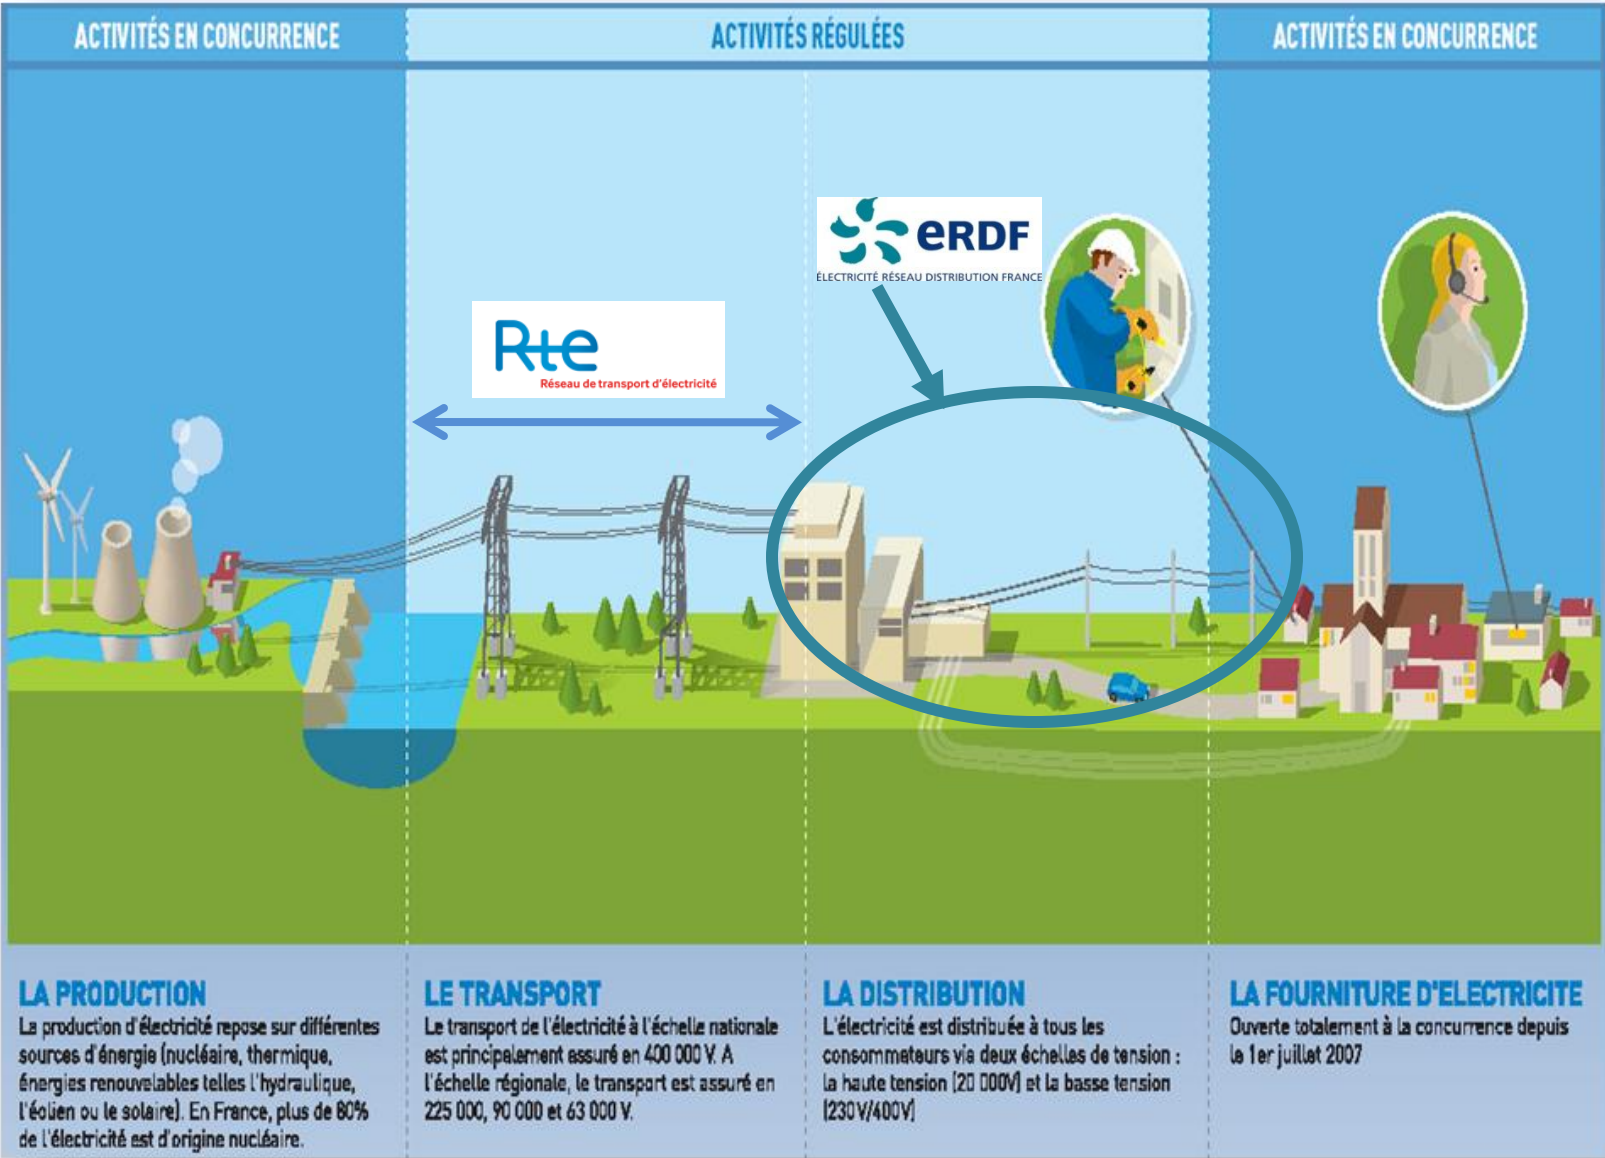 ACTIVITÉS EN CONCURRENCE
ACTIVITÉS RÉGULÉES
ACTIVITÉS EN CONCURRENCE
eRDF
ÉLECTRICITÉ RÉSEAU DISTRIBUTION FRANCE
Rte
Réseau de transport d'électricité
LA PRODUCTION
La production d'électricité repose sur différentes
sources d'énergie (nucléaire, thermique,
énergies renouvelables telles l'hydraulique,
l'éolien ou le solaire). En France, plus de 80%
de l'électricité est d'origine nucléaire.
LE TRANSPORT
Le transport de l'électricité à l'échelle nationale
est principalement assuré en 400 000 V. A
l'échelle régionale, le transport est assuré en
225 000, 90 000 et 63 000 V.
LA DISTRIBUTION
L'électricité est distribuée à tous les
consommateurs via deux échelles de tension :
la haute tension (20 000V) et la basse tension
(230V/400V)
LA FOURNITURE D'ELECTRICITE
Ouverte totalement à la concurrence depuis
le 1er juillet 2007